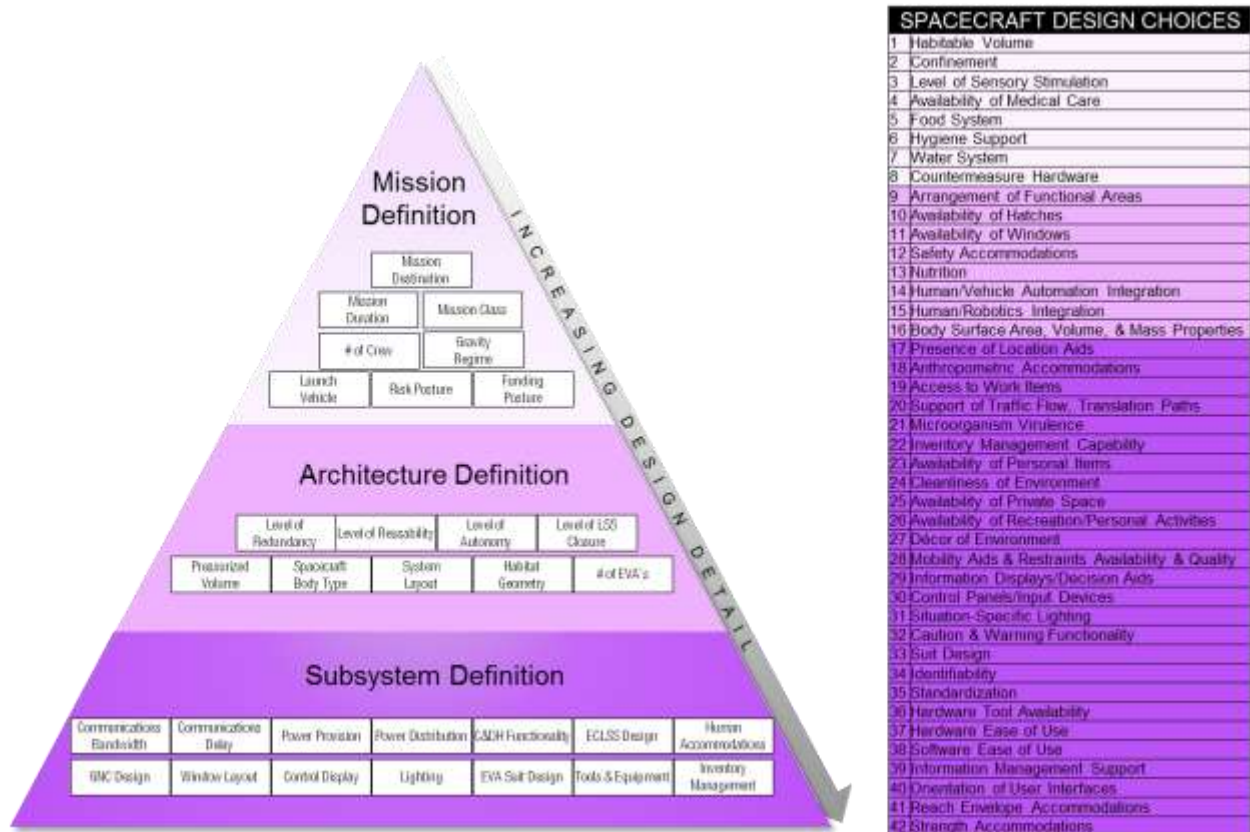 Mission
Definition
Mission
Destination
Mission
Duration
Mission Class
# of Crew
Gravity
Regime
Launch
Vehicle
Risk Posture
Funding
Posture
INCREASING DESIGN DETAIL
Architecture Definition
Level of
Redundancy
Level of Reusability
Level of
Autonomy
Level of LSS
Closure
Pressurized
Volume
Spacecraft
Body Type
System
Layout
Habitat
Geometry
# of EVA's
Subsystem Definition
Communications
Bandwidth
Communications
Delay
Power Provision
Power Distribution
C&DH Functionality
ECLSS Design
Human
Accommodations
GNC Design
Window Layout
Control Display
Lighting
EVA Suit Design
Tools & Equipment
Inventory
Management
SPACECRAFT DESIGN CHOICES
1 Habitable Volume
2 Confinement
3 Level of Sensory Stimulation
4 Availability of Medical Care
5 Food System
6 Hygiene Support
7 Water System
8 Countermeasure Hardware
9 Arrangement of Functional Areas
10 Availability of Hatches
11 Availability of Windows
12 Safety Accommodations
13 Nutrition
14 Human/Vehicle Automation Integration
15 Human/Robotics Integration
16 Body Surface Area, Volume, & Mass Properties
17 Presence of Location Aids
18 Anthropometric Accommodations
19 Access to Work Items
20 Support of Traffic Flow, Translation Paths
21 Microorganism Virulence
22 Inventory Management Capability
23 Availability of Personal Items
24 Cleanliness of Environment
25 Availability of Private Space
26 Availability of Recreation/Personal Activities
27 Décor of Environment
28 Mobility Aids & Restraints Availability & Quality
29 Information Displays/Decision Aids
30 Control Panels/Input Devices
31 Situation-Specific Lighting
32 Caution & Warning Functionality
33 Suit Design
34 Identifiability
35 Standardization
36 Hardware Tool Availability
37 Hardware Ease of Use
38 Software Ease of Use
39 Information Management Support
40 Orientation of User Interfaces
41 Reach Envelope Accommodations
42 Strength Accommodations